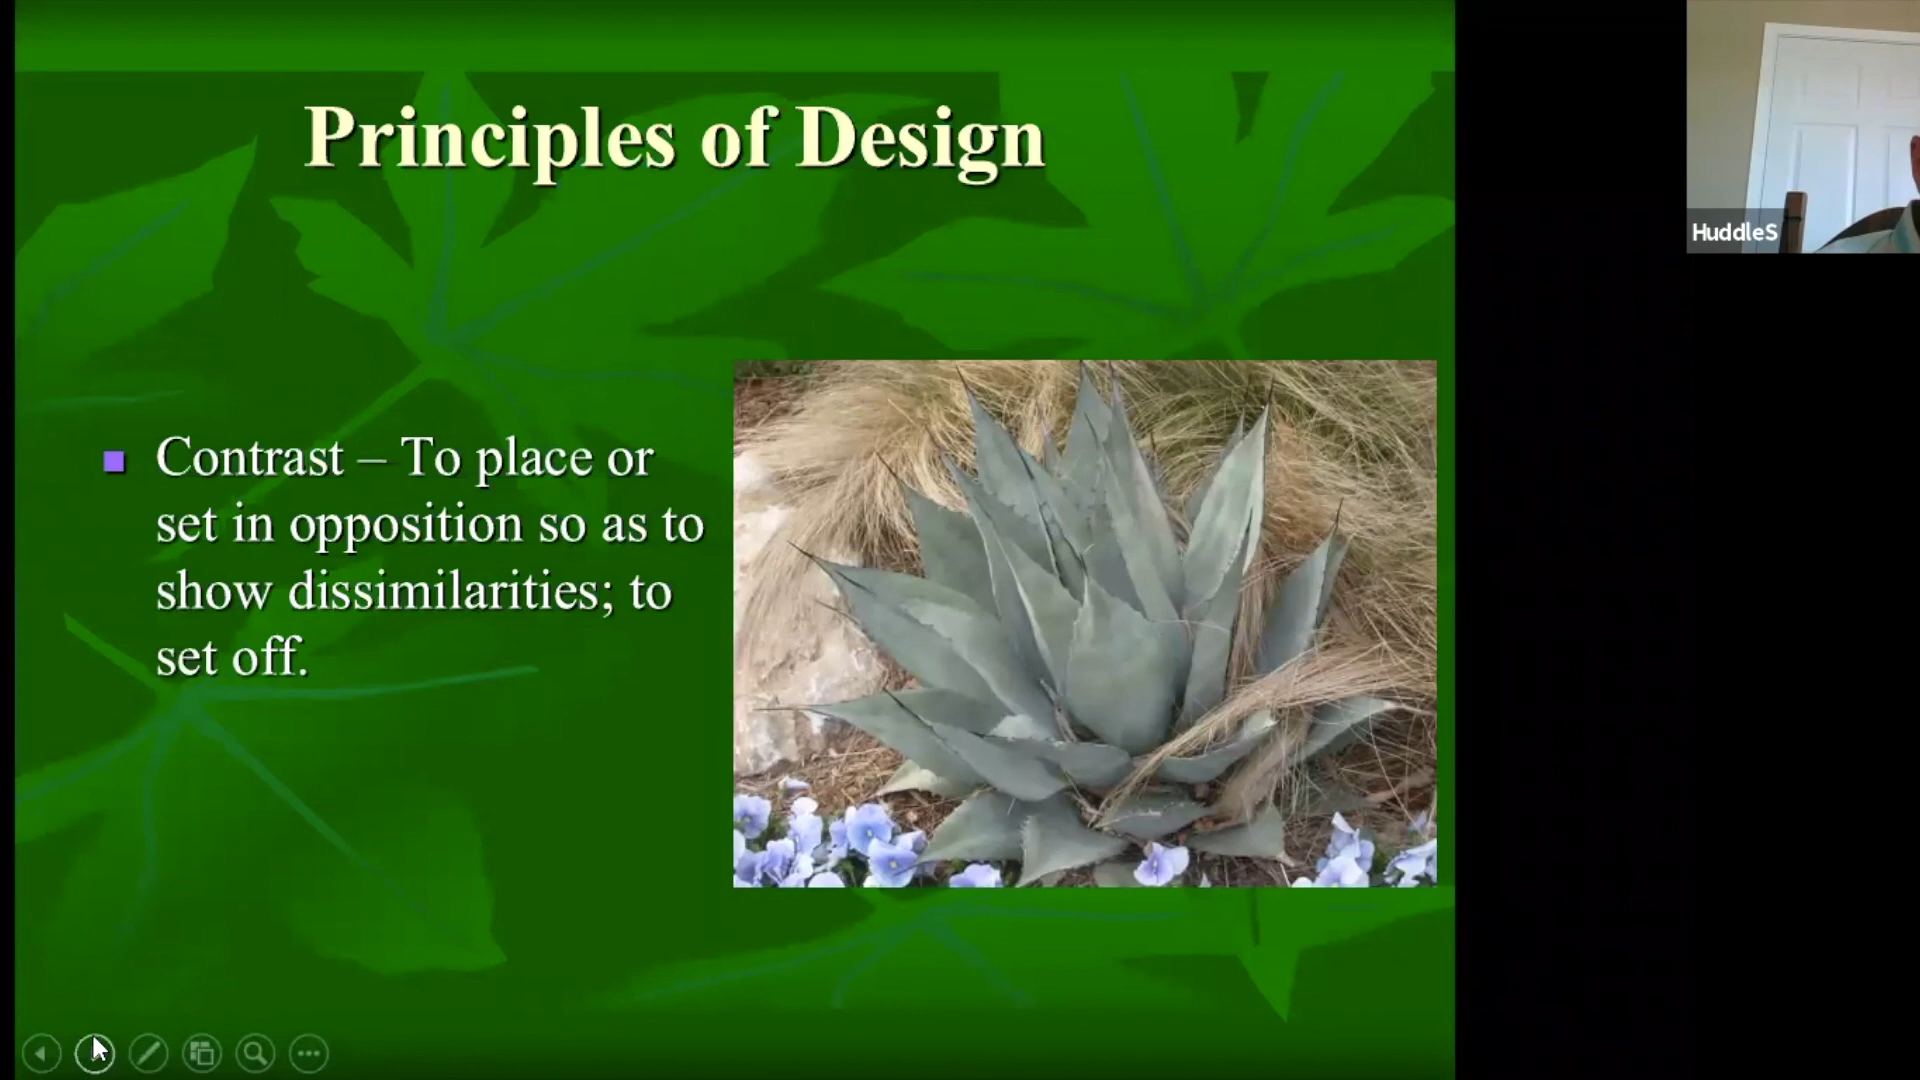 Principles of Design
HuddleS
Contrast – To place or
set in opposition so as to
show dissimilarities; to
set off.